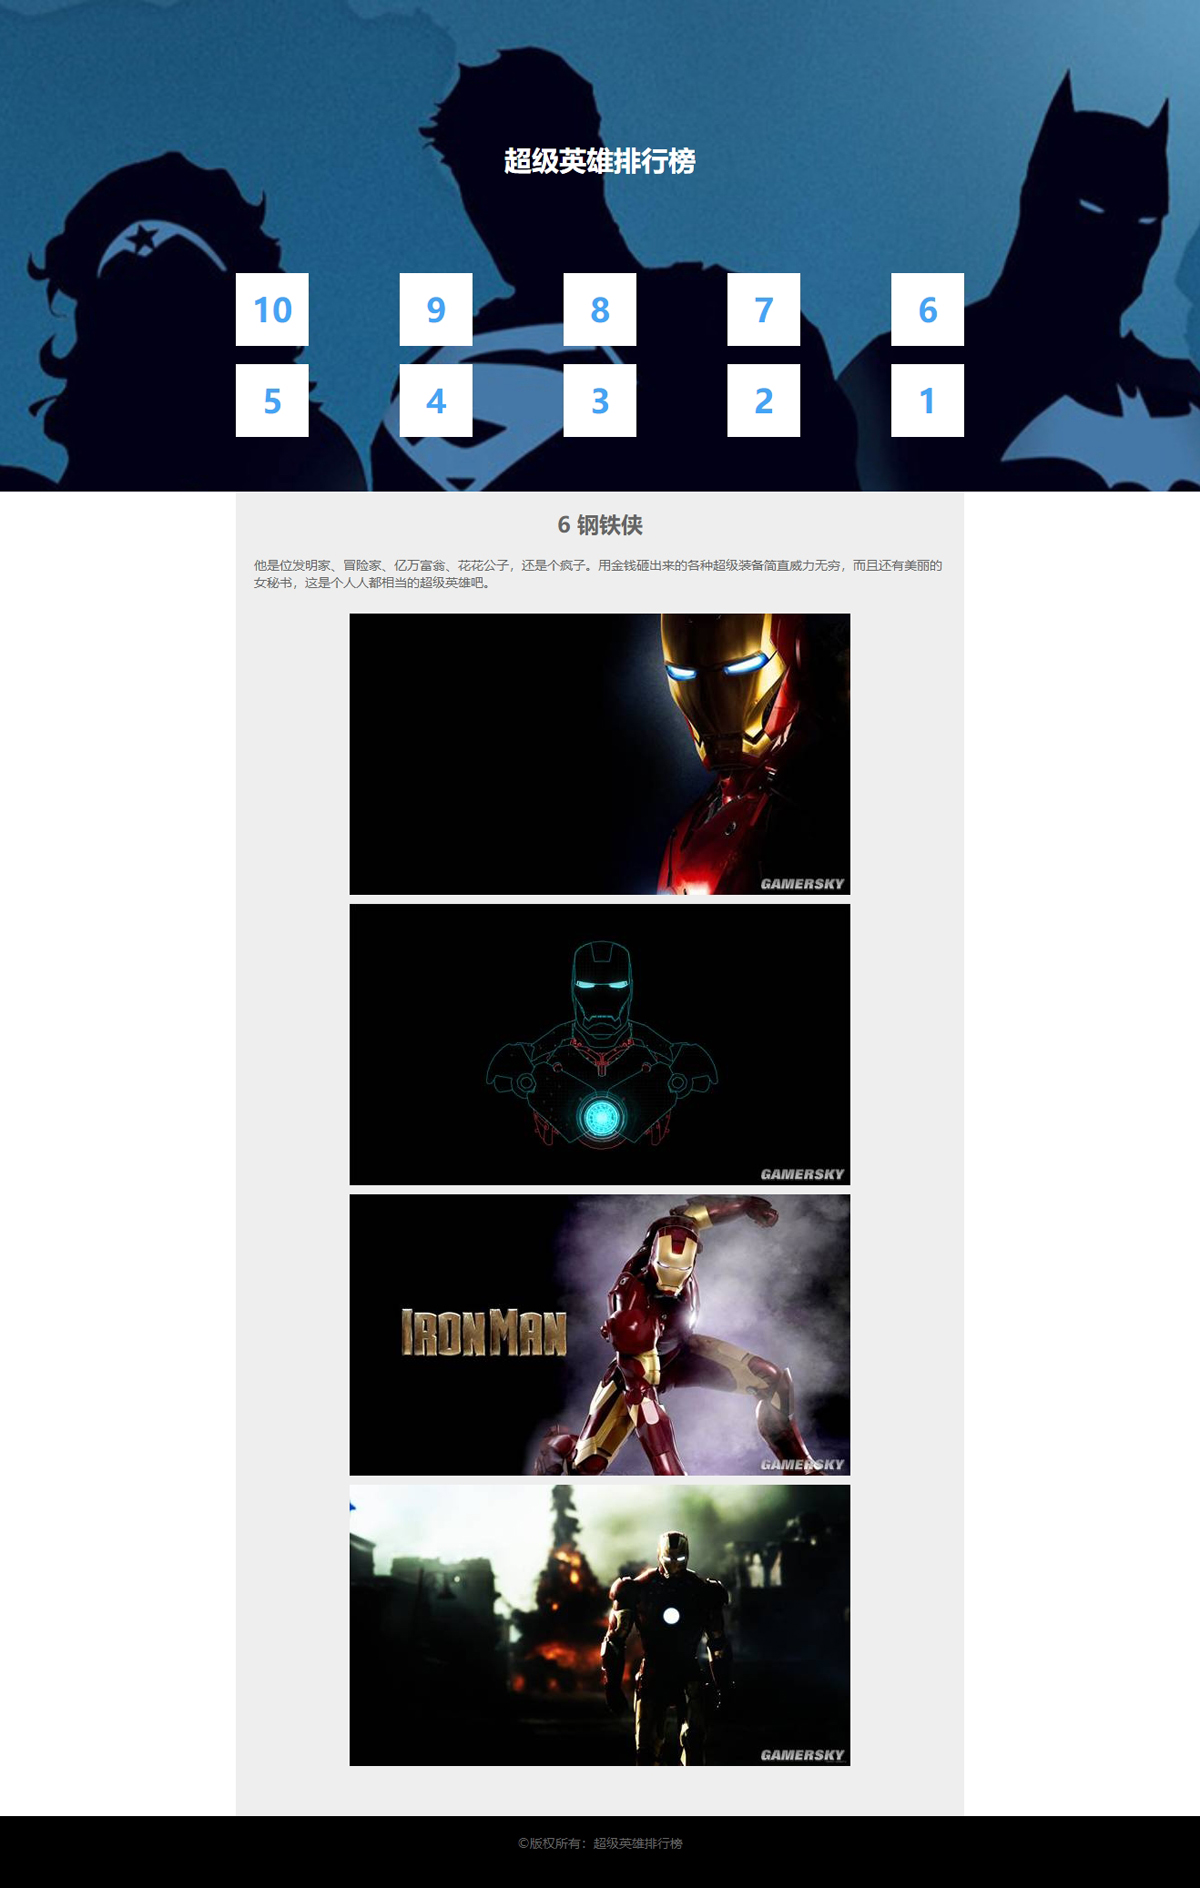 超级英雄排行榜
10 9 8 7 6
5 4 3 2 1
6 钢铁侠
他是位发明家、冒险家、亿万富翁、花花公子，还是个疯子。用金钱砸出来的各种超级装备简直威力无穷，而且还有美丽的
女秘书，这是个人人都相当的超级英雄吧。
GAMERSKY
GAMERSKY
IRON MAN
GAMERSKY
GAMERSKY
©版权所有：超级英雄排行榜